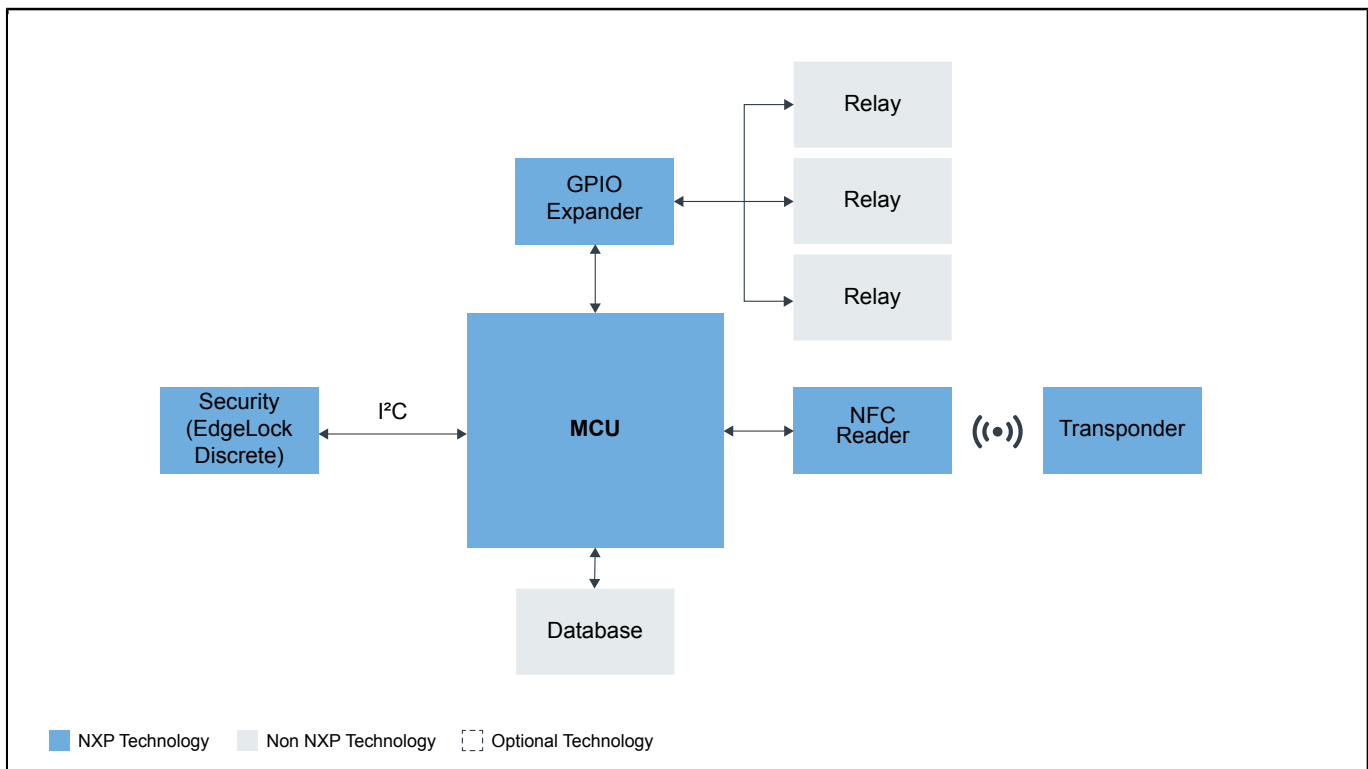 Relay
GPIO
Expander
Relay
Relay
Security
(EdgeLock
Discrete)
I²C
MCU
NFC
Reader
Transponder
Database
NXP Technology
Non NXP Technology
Optional Technology